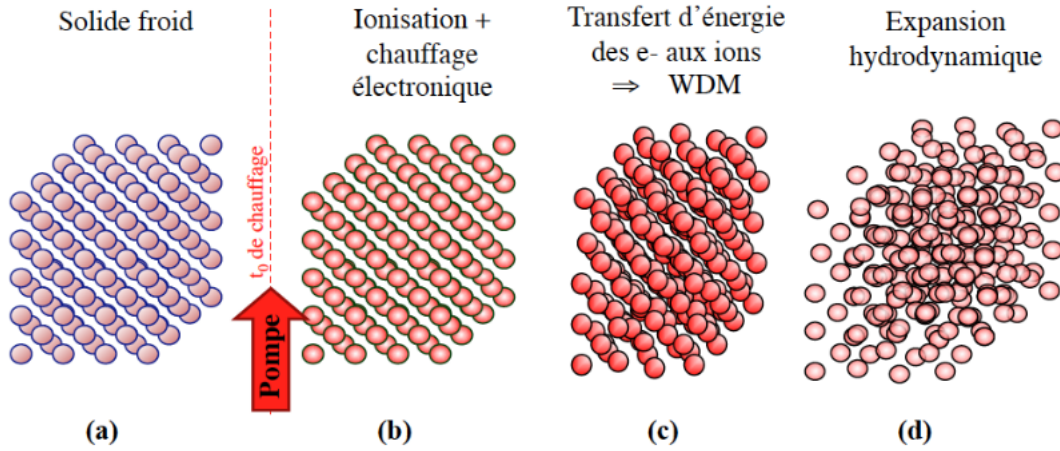 Solide froid
Ionisation +
chauffage
électronique
Transfert d’énergie
des e- aux ions
⇒ WDM
Expansion
hydrodynamique
t₀ de chauffage
Pompe
(a)
(b)
(c)
(d)